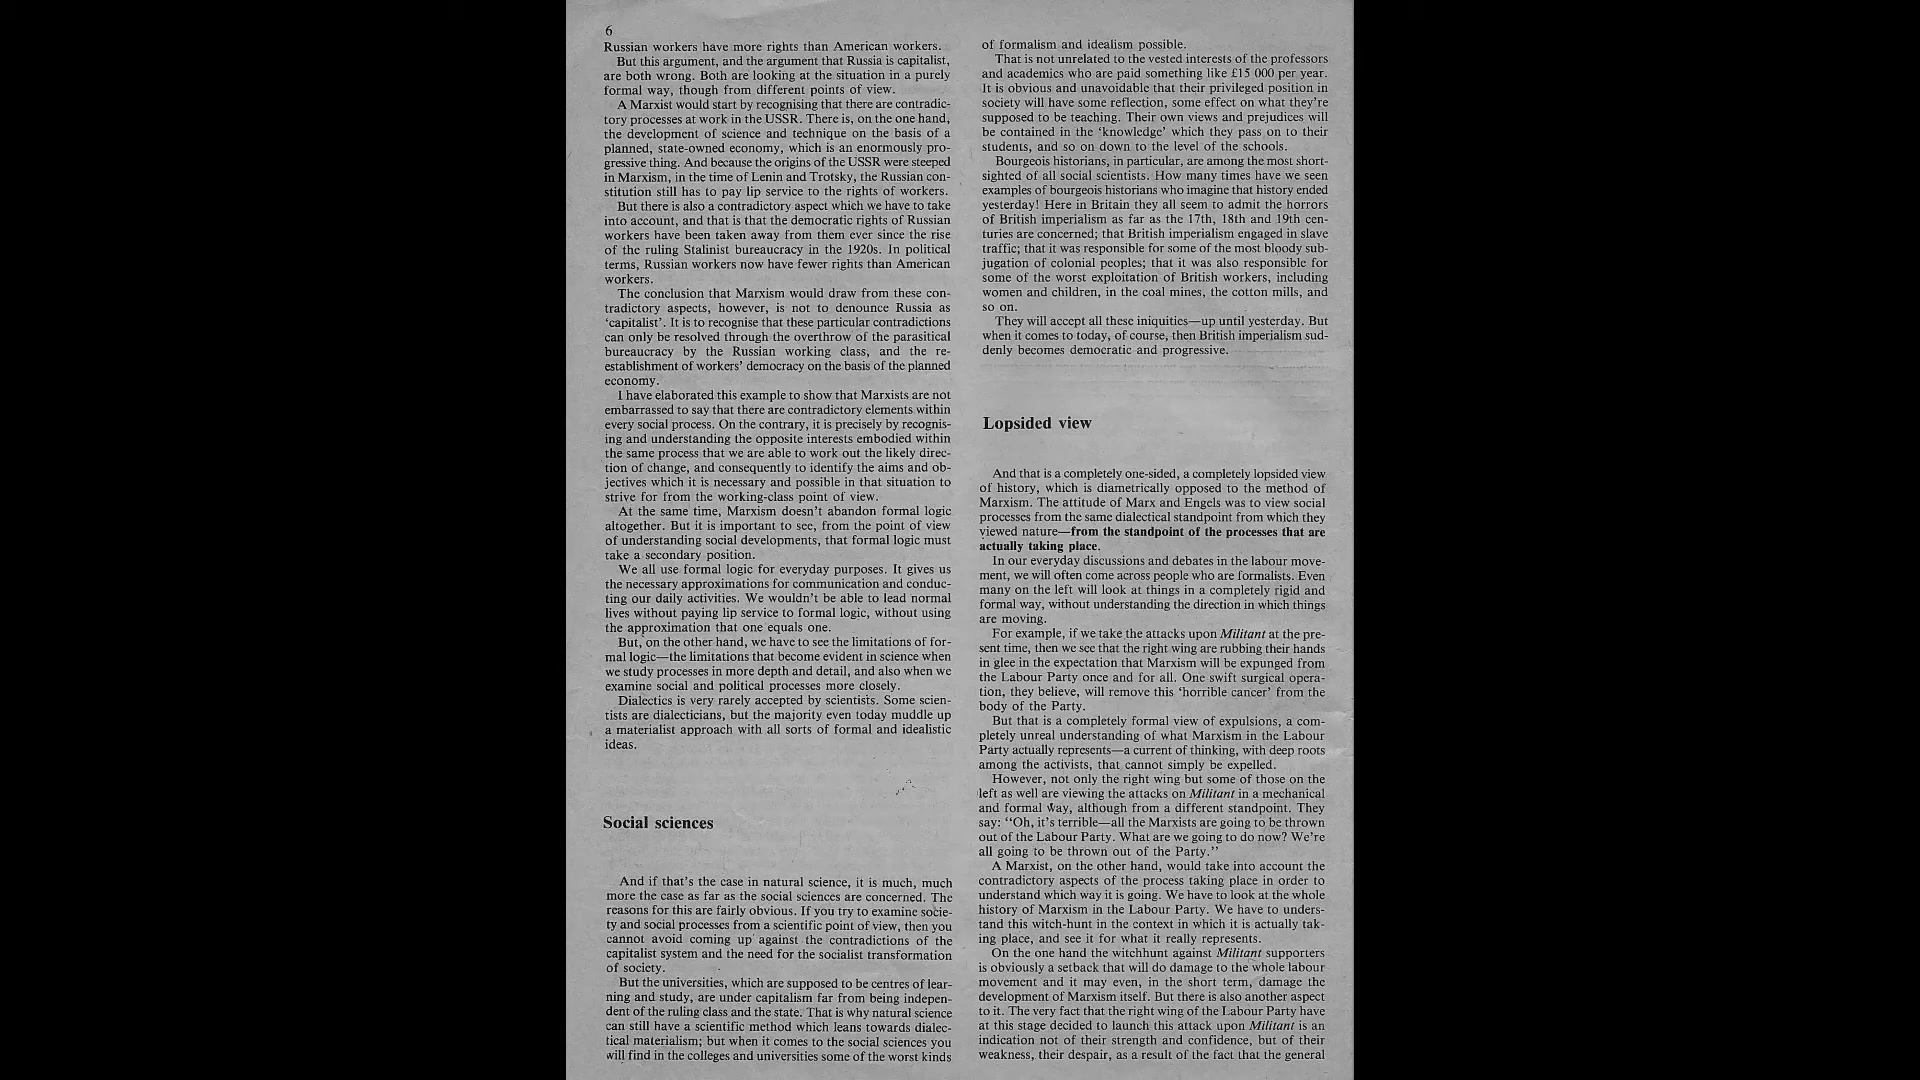 6
Russian workers have more rights than American workers.
But this argument, and the argument that Russia is capitalist,
are both wrong. Both are looking at the situation in a purely
formal way, though from different points of view.
A Marxist would start by recognising that there are contradic-
tory processes at work in the USSR. There is, on the one hand,
the development of science and technique on the basis of a
planned, state-owned economy, which is an enormously pro-
gressive thing. And because the origins of the USSR were steeped
in Marxism, in the time of Lenin and Trotsky, the Russian con-
stitution still has to pay lip service to the rights of workers.
But there is also a contradictory aspect which we have to take
into account, and that is that the democratic rights of Russian
workers have been taken away from them ever since the rise
of the ruling Stalinist bureaucracy in the 1920s. In political
terms, Russian workers now have fewer rights than American
workers.
The conclusion that Marxism would draw from these con-
tradictory aspects, however, is not to denounce Russia as
‘capitalist’. It is to recognise that these particular contradictions
can only be resolved through the overthrow of the parasitical
bureaucracy by the Russian working class, and the re-
establishment of workers’ democracy on the basis of the planned
economy.
I have elaborated this example to show that Marxists are not
embarrassed to say that there are contradictory elements within
every social process. On the contrary, it is precisely by recognis-
ing and understanding the opposite interests embodied within
the same process that we are able to work out the likely direc-
tion of change, and consequently to identify the aims and ob-
jectives which it is necessary and possible in that situation to
strive for from the working-class point of view.
At the same time, Marxism doesn’t abandon formal logic
altogether. But it is important to see, from the point of view
of understanding social developments, that formal logic must
take a secondary position.
We all use formal logic for everyday purposes. It gives us
the necessary approximations for communication and conduc-
ting our daily activities. We wouldn’t be able to lead normal
lives without paying lip service to formal logic, without using
the approximation that one equals one.
But, on the other hand, we have to see the limitations of for-
mal logic—the limitations that become evident in science when
we study processes in more depth and detail, and also when we
examine social and political processes more closely.
Dialectics is very rarely accepted by scientists. Some scien-
tists are dialecticians, but the majority even today muddle up
a materialist approach with all sorts of formal and idealistic
ideas.
Social sciences
And if that’s the case in natural science, it is much, much
more the case as far as the social sciences are concerned. The
reasons for this are fairly obvious. If you try to examine socie-
ty and social processes from a scientific point of view, then you
cannot avoid coming up against the contradictions of the
capitalist system and the need for the socialist transformation
of society.
But the universities, which are supposed to be centres of lear-
ning and study, are under capitalism far from being indepen-
dent of the ruling class and the state. That is why natural science
can still have a scientific method which leans towards dialec-
tical materialism; but when it comes to the social sciences you
will find in the colleges and universities some of the worst kinds
of formalism and idealism possible.
That is not unrelated to the vested interests of the professors
and academics who are paid something like £15 000 per year.
It is obvious and unavoidable that their privileged position in
society will have some reflection, some effect on what they’re
supposed to be teaching. Their own views and prejudices will
be contained in the ‘knowledge’ which they pass on to their
students, and so on down to the level of the schools.
Bourgeois historians, in particular, are among the most short-
sighted of all social scientists. How many times have we seen
examples of bourgeois historians who imagine that history ended
yesterday! Here in Britain they all seem to admit the horrors
of British imperialism as far as the 17th, 18th and 19th cen-
turies are concerned; that British imperialism engaged in slave
traffic; that it was responsible for some of the most bloody sub-
jugation of colonial peoples; that it was also responsible for
some of the worst exploitation of British workers, including
women and children, in the coal mines, the cotton mills, and
so on.
They will accept all these iniquities—up until yesterday. But
when it comes to today, of course, then British imperialism sud-
denly becomes democratic and progressive.
Lopsided view
And that is a completely one-sided, a completely lopsided view
of history, which is diametrically opposed to the method of
Marxism. The attitude of Marx and Engels was to view social
processes from the same dialectical standpoint from which they
viewed nature—from the standpoint of the processes that are
actually taking place.
In our everyday discussions and debates in the labour move-
ment, we will often come across people who are formalists. Even
many on the left will look at things in a completely rigid and
formal way, without understanding the direction in which things
are moving.
For example, if we take the attacks upon Militant at the pre-
sent time, then we see that the right wing are rubbing their hands
in glee in the expectation that Marxism will be expunged from
the Labour Party once and for all. One swift surgical opera-
tion, they believe, will remove this ‘horrible cancer’ from the
body of the Party.
But that is a completely formal view of expulsions, a com-
pletely unreal understanding of what Marxism in the Labour
Party actually represents—a current of thinking, with deep roots
among the activists, that cannot simply be expelled.
However, not only the right wing but some of those on the
left as well are viewing the attacks on Militant in a mechanical
and formal way, although from a different standpoint. They
say: “Oh, it’s terrible—all the Marxists are going to be thrown
out of the Labour Party. What are we going to do now? We’re
all going to be thrown out of the Party.”
A Marxist, on the other hand, would take into account the
contradictory aspects of the process taking place in order to
understand which way it is going. We have to look at the whole
history of Marxism in the Labour Party. We have to unders-
tand this witch-hunt in the context in which it is actually tak-
ing place, and see it for what it really represents.
On the one hand the witchhunt against Militant supporters
is obviously a setback that will do damage to the whole labour
movement and it may even, in the short term, damage the
development of Marxism itself. But there is also another aspect
to it. The very fact that the right wing of the Labour Party have
at this stage decided to launch this attack upon Militant is an
indication not of their strength and confidence, but of their
weakness, their despair, as a result of the fact that the general